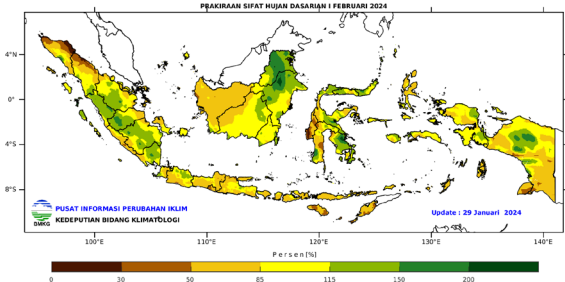 PRAKIRAAN SIFAT HUJAN DASARIAN I FEBRUARI 2024
4°N
0°
4°S
8°S
BMKG
PUSAT INFORMASI PERUBAHAN IKLIM
KEDEPUTIAN BIDANG KLIMATOLOGI
Update : 29 Januari 2024
100°E 110°E 120°E 130°E 140°E
Persen[%]
0 30 50 85 115 150 200